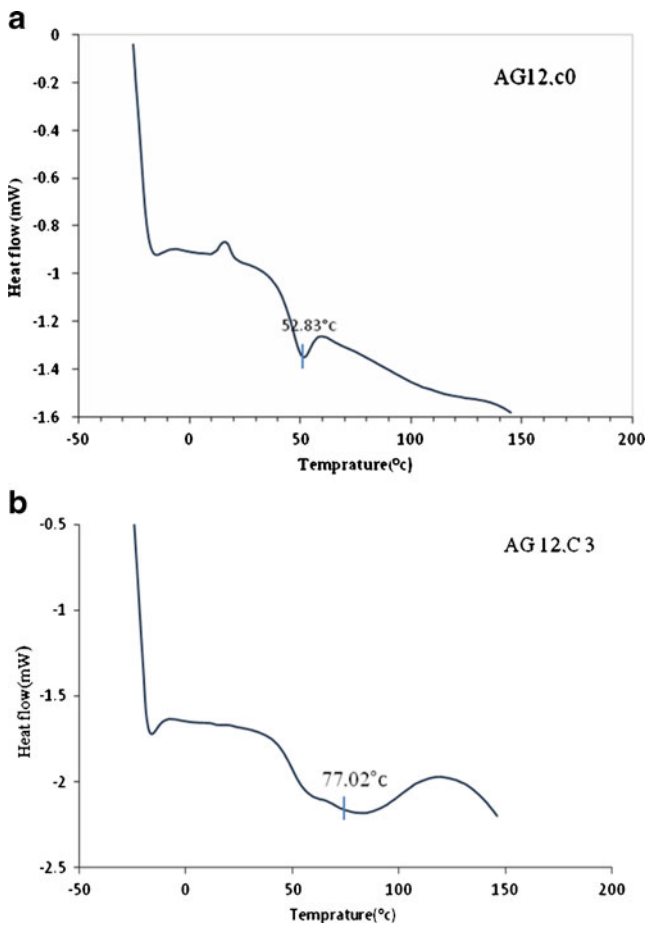 a
AG12.c0
0
-0.2
-0.4
-0.6
-0.8
-1
-1.2
-1.4
-1.6
Heat flow (mW)
52.83°c
-50
0
50
100
150
200
Temprature(°c)
b
AG 12.C 3
-0.5
-1
-1.5
-2
-2.5
Heat flow(mW)
77.02°c
-50
0
50
100
150
200
Temprature(°c)